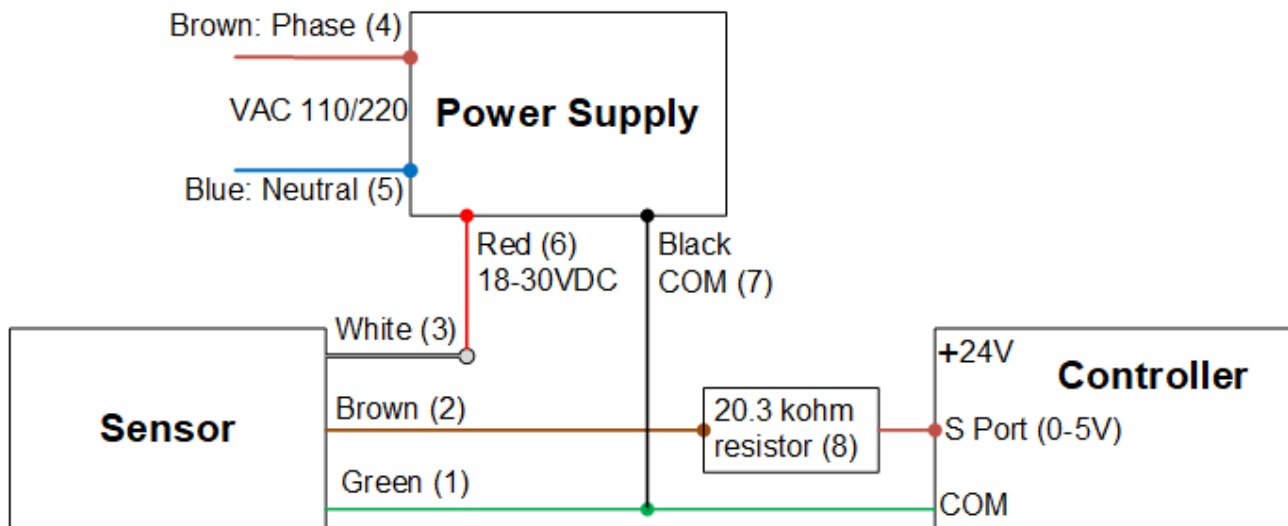 Brown: Phase (4)
VAC 110/220
Power Supply
Blue: Neutral (5)
Red (6)
18-30VDC
Black
COM (7)
White (3)
Sensor
Brown (2)
Green (1)
20.3 kohm
resistor (8)
+24V
Controller
S Port (0-5V)
COM